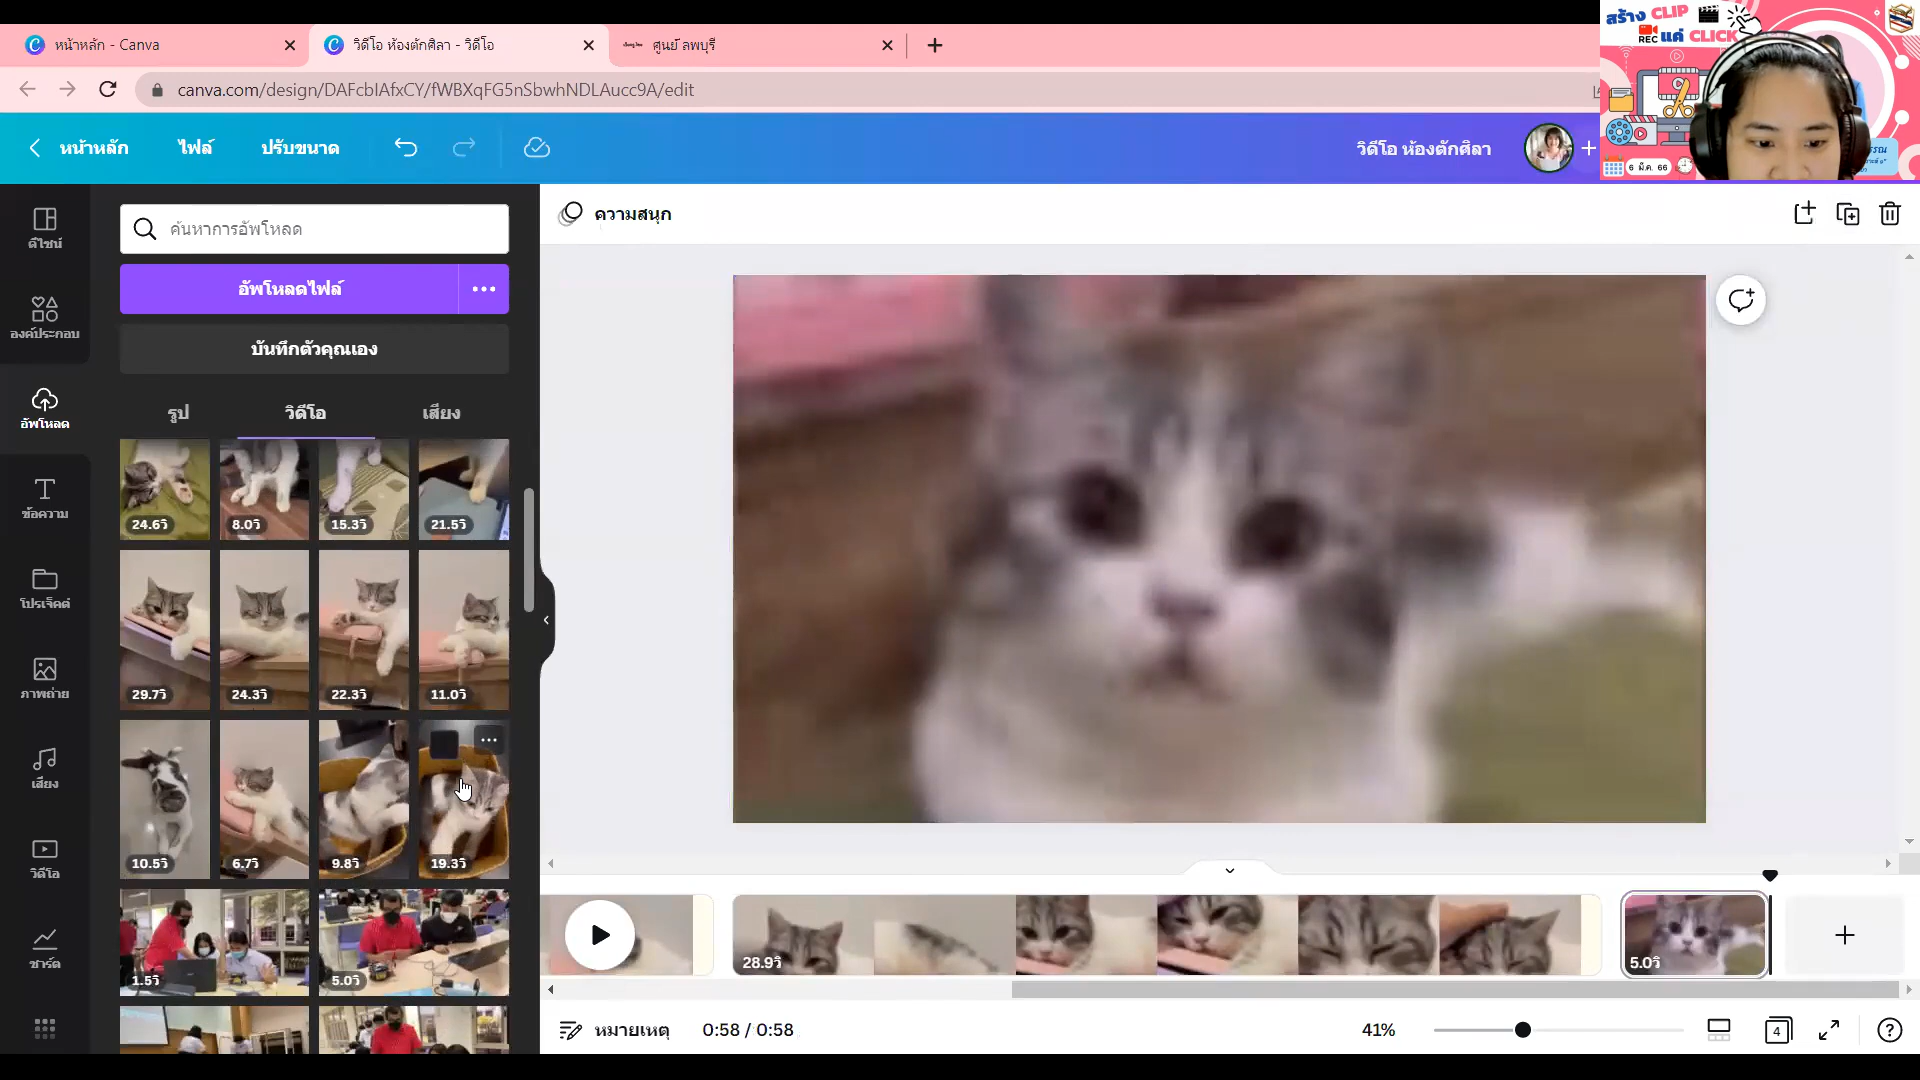 หน้าหลัก - Canva
วิดีโอ ห้องตักศิลา - วิดีโอ
ศูนย์ ลพบุรี
canva.com/design/DAFcbIAfxCY/fWBXqFG5nSbwhNDLAucc9A/edit
สร้าง CLIP
REC แค่ CLICK
6 มี.ค. 66
หน้าหลัก
ไฟล์
ปรับขนาด
วิดีโอ ห้องตักศิลา
ดีไซน์
องค์ประกอบ
อัพโหลด
ข้อความ
โปรเจ็คต์
ภาพถ่าย
เสียง
วิดีโอ
ชาร์ต
ค้นหาการอัพโหลด
อัพโหลดไฟล์
บันทึกตัวคุณเอง
รูป
วิดีโอ
เสียง
24.6วิ
8.0วิ
15.3วิ
21.5วิ
29.7วิ
24.3วิ
22.3วิ
11.0วิ
10.5วิ
6.7วิ
9.8วิ
19.3วิ
1.5วิ
5.0วิ
ความสนุก
28.9วิ
5.0วิ
หมายเหตุ
0:58 / 0:58
41%
4